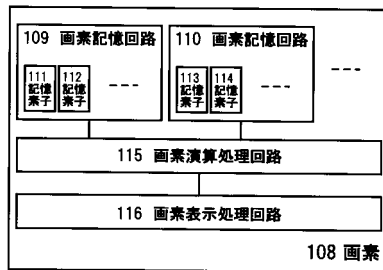 109 画素記憶回路
110 画素記憶回路
111 記憶素子
112 記憶素子
113 記憶素子
114 記憶素子
115 画素演算処理回路
116 画素表示処理回路
108 画素